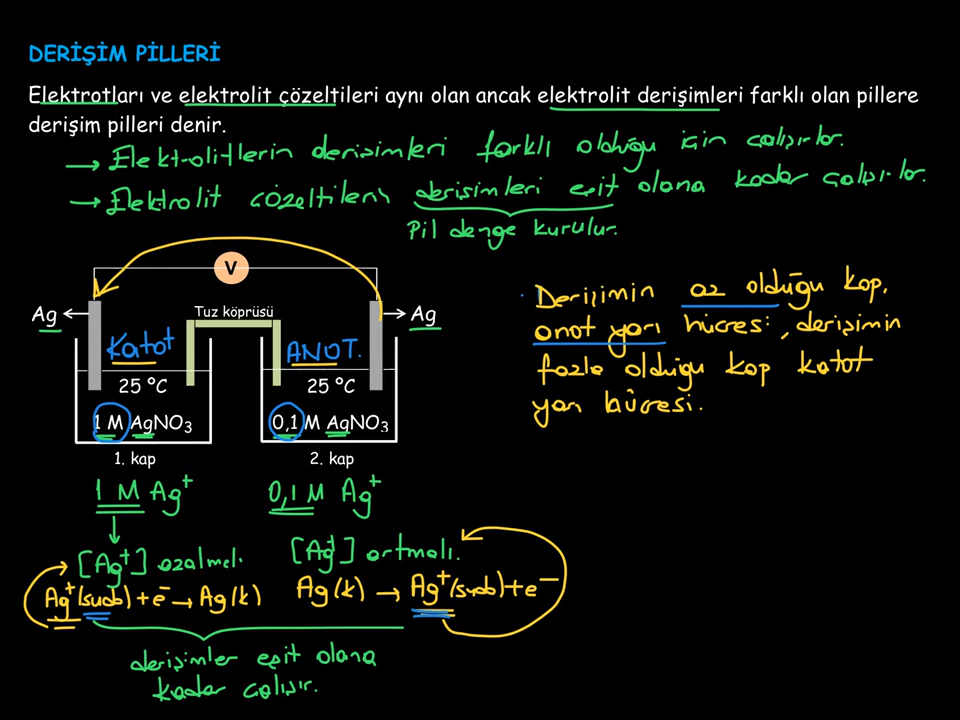 DERİŞİM PİLLERİ
Elektrotları ve elektrolit çözeltileri aynı olan ancak elektrolit derişimleri farklı olan pillere
derişim pilleri denir.
→ Elektrolitlerin derişimleri farklı olduğu için çalışırlar.
→ Elektrolit çözeltilerin derişimleri eşit olana kadar çalışırlar.
Pil denge kurulur.
V
Ag
Tuz köprüsü
Ag
Katot
ANOT.
25 °C
25 °C
1 M AgNO3
0,1 M AgNO3
1. kap
2. kap
Derişimin az olduğu kap,
anot yarı hücresi, derişimin
fazla olduğu kap katot
yarı hücresi.
1 M Ag+
0,1 M Ag+
[Ag+] azalmalı
[Ag+] artmalı.
Ag+(suda) + e- → Ag(k)
Ag(k) → Ag+(suda) + e-
derişimler eşit olana
kadar çalışır.